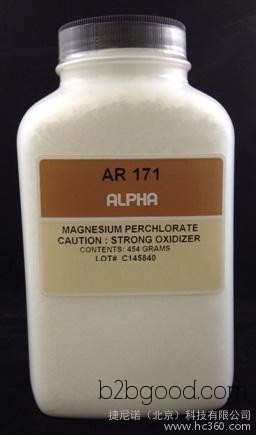 AR 171
ALPHA
MAGNESIUM PERCHLORATE
CAUTION : STRONG OXIDIZER
CONTENTS: 454 GRAMS
LOT# C145840
b2bgood.com
捷尼诺（北京）科技有限公司
www.hc360.com